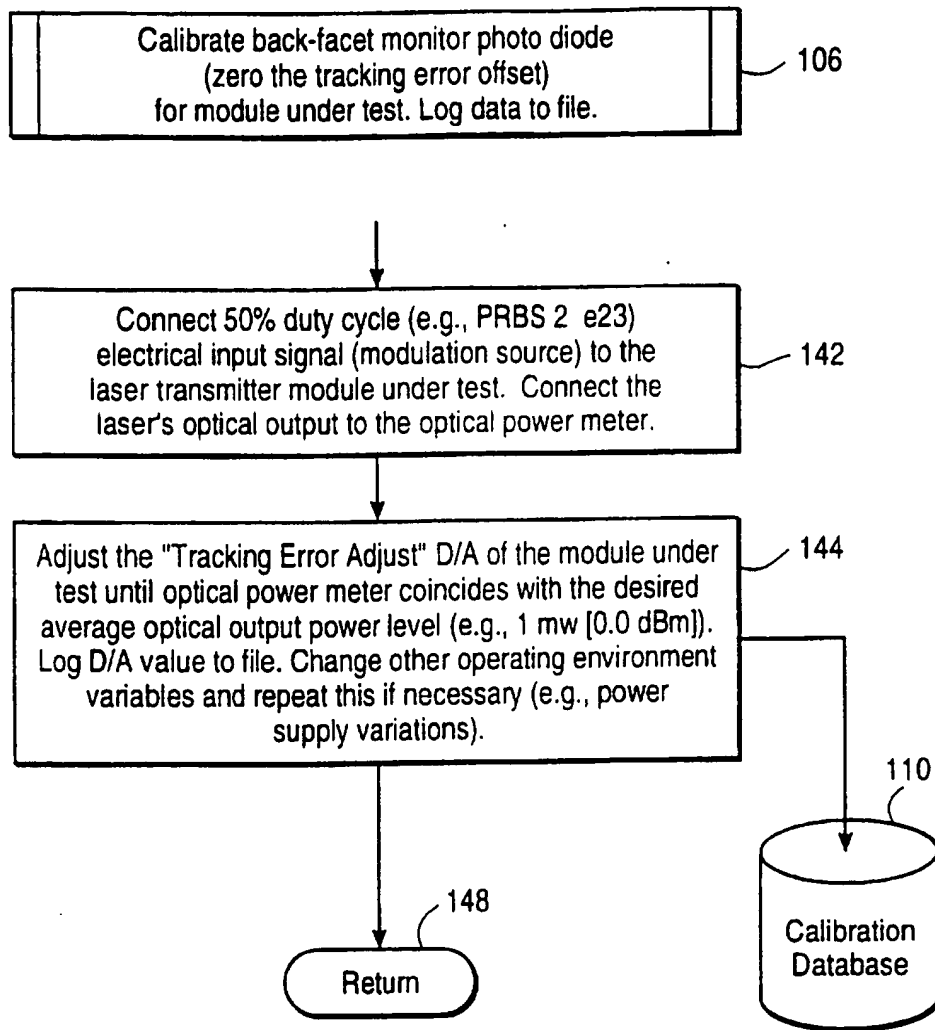 Calibrate back-facet monitor photo diode
(zero the tracking error offset)
for module under test. Log data to file.
106
Connect 50% duty cycle (e.g., PRBS 2 e23)
electrical input signal (modulation source) to the
laser transmitter module under test. Connect the
laser's optical output to the optical power meter.
142
Adjust the "Tracking Error Adjust" D/A of the module under
test until optical power meter coincides with the desired
average optical output power level (e.g., 1 mw [0.0 dBm]).
Log D/A value to file. Change other operating environment
variables and repeat this if necessary (e.g., power
supply variations).
144
110
Calibration
Database
148
Return